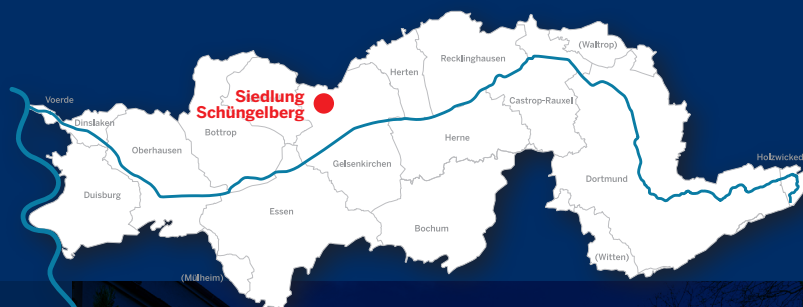 (Waltrop)
Recklinghausen
Herten
Siedlung
Schüngelberg
Voerde
Castrop-Rauxel
Dinslaken
Bottrop
Herne
Oberhausen
Gelsenkirchen
Holzwicked
Dortmund
Duisburg
Essen
Bochum
(Witten)
(Mülheim)